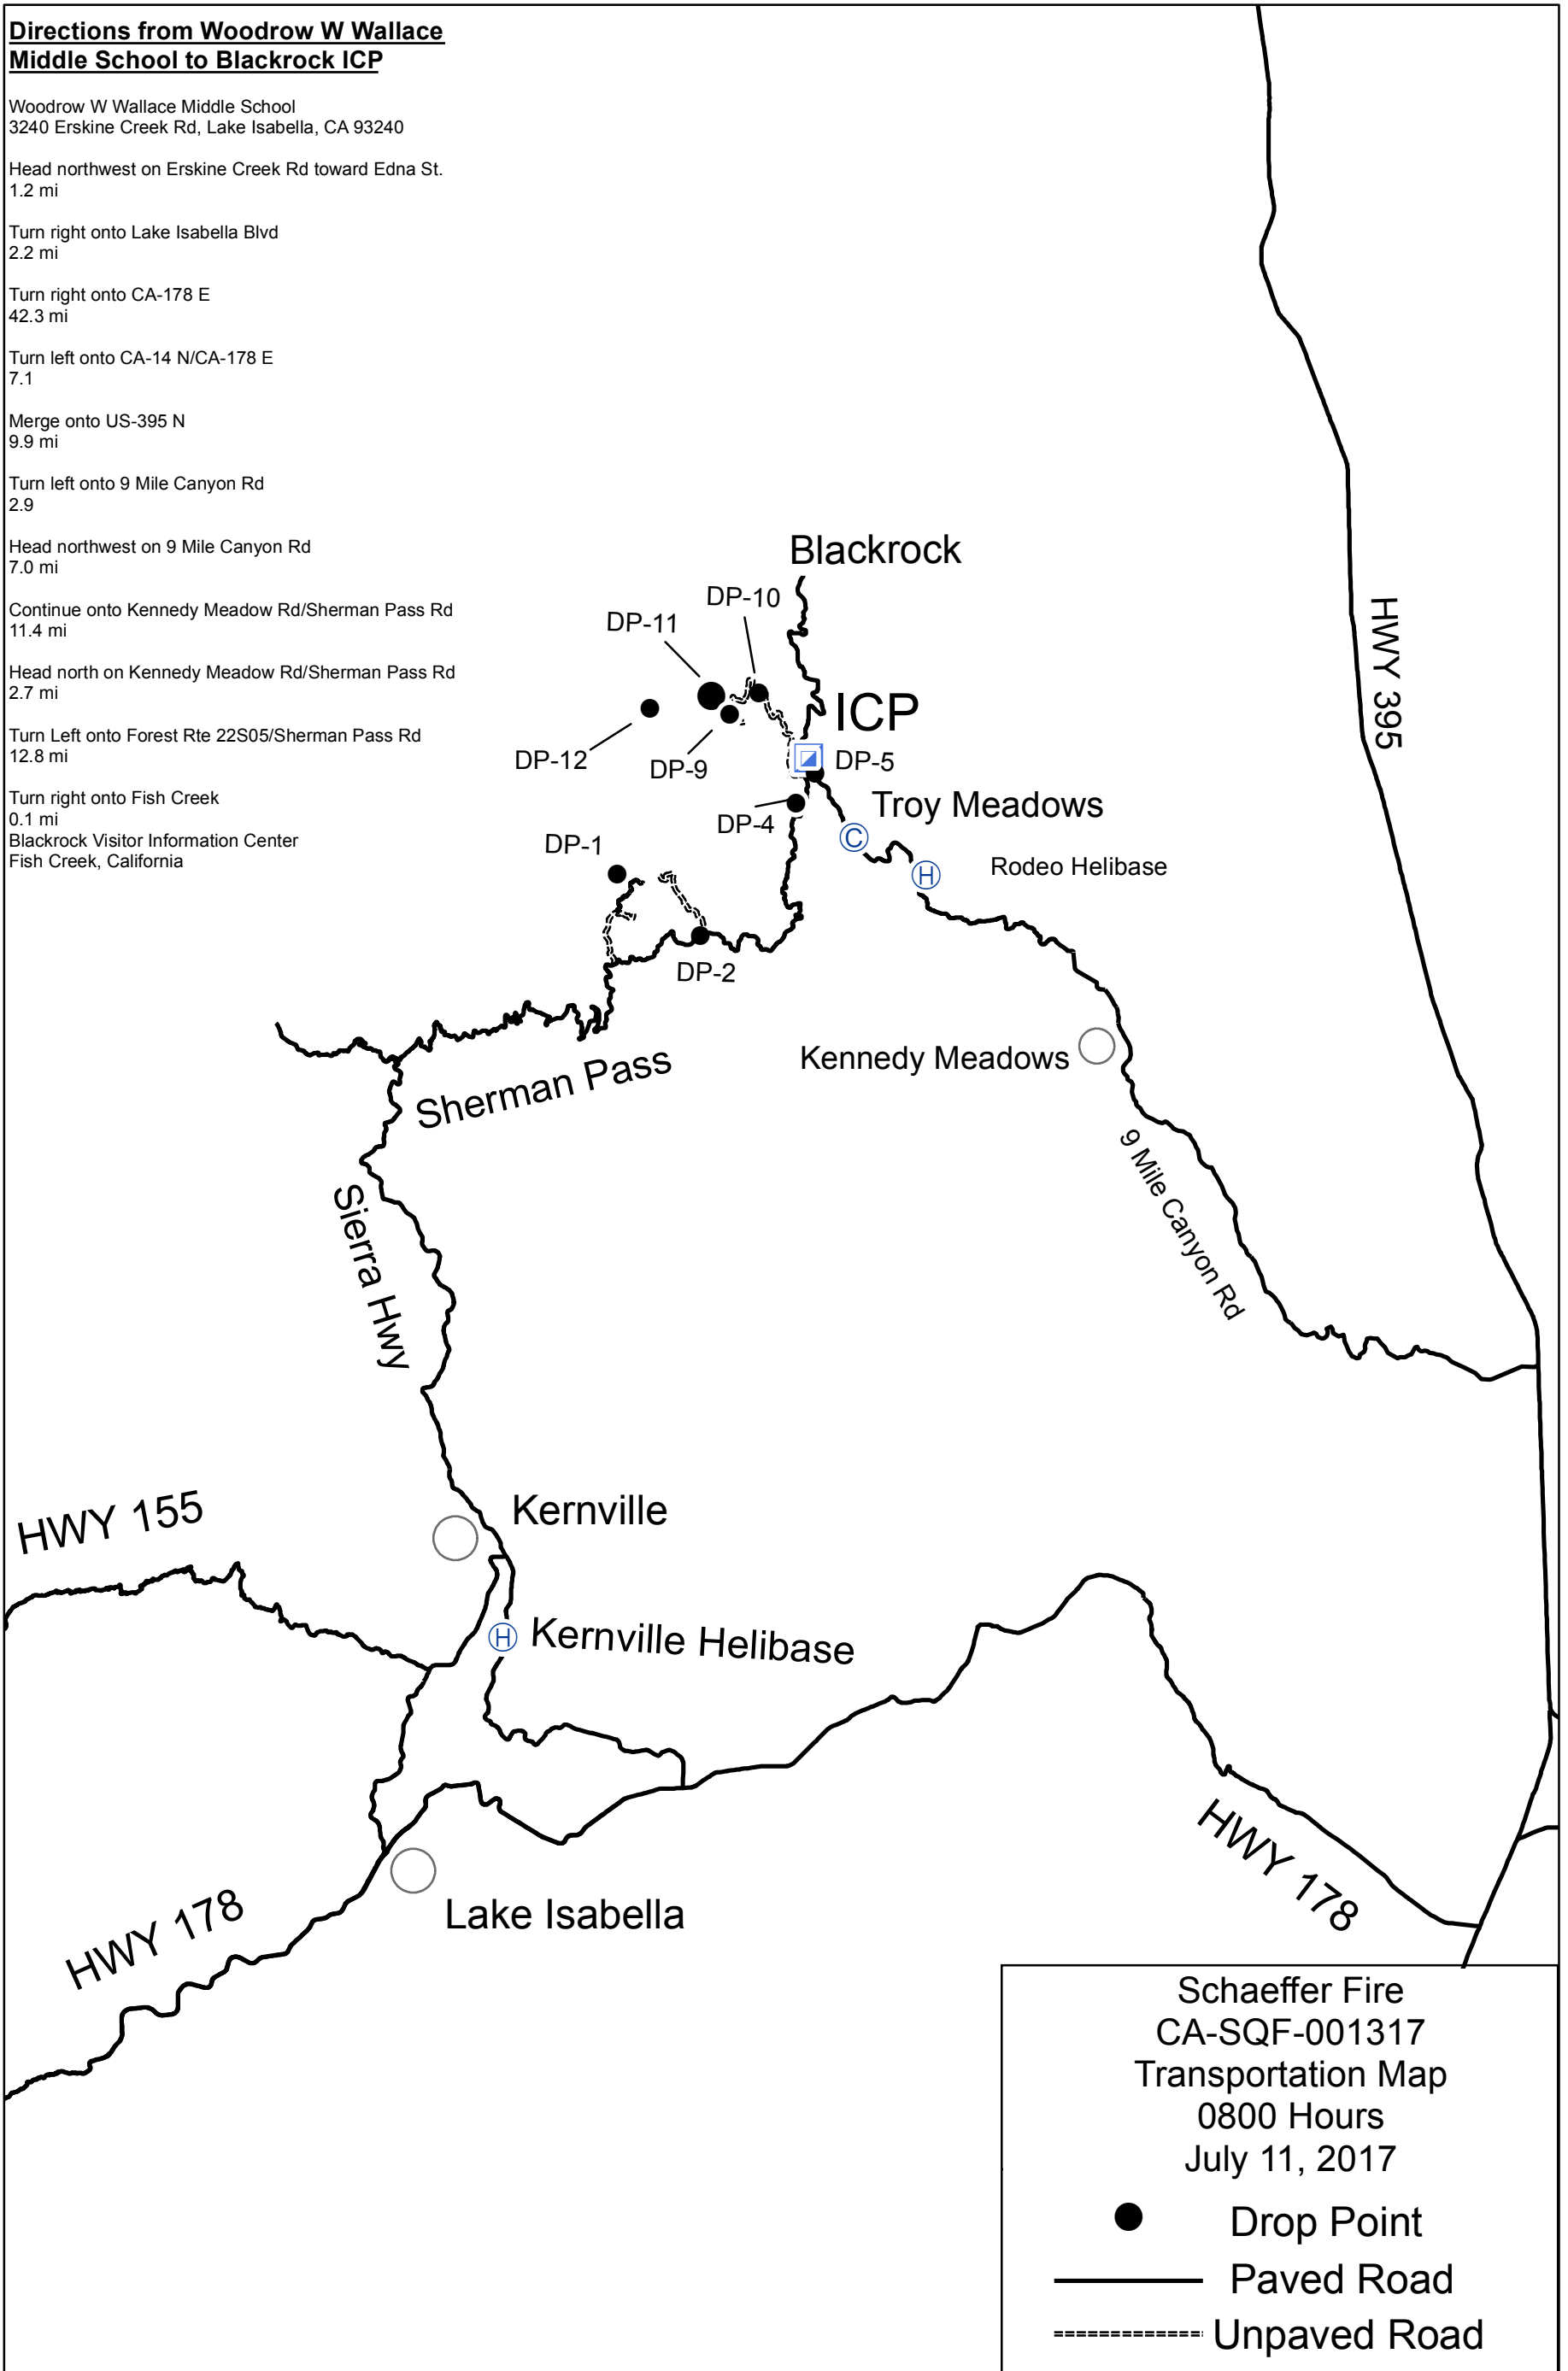 Directions from Woodrow W Wallace
Middle School to Blackrock ICP
Woodrow W Wallace Middle School
3240 Erskine Creek Rd, Lake Isabella, CA 93240
Head northwest on Erskine Creek Rd toward Edna St.
1.2 mi
Turn right onto Lake Isabella Blvd
2.2 mi
Turn right onto CA-178 E
42.3 mi
Turn left onto CA-14 N/CA-178 E
7.1
Merge onto US-395 N
9.9 mi
Turn left onto 9 Mile Canyon Rd
2.9
Head northwest on 9 Mile Canyon Rd
7.0 mi
Continue onto Kennedy Meadow Rd/Sherman Pass Rd
11.4 mi
Head north on Kennedy Meadow Rd/Sherman Pass Rd
2.7 mi
Turn Left onto Forest Rte 22S05/Sherman Pass Rd
12.8 mi
Turn right onto Fish Creek
0.1 mi
Blackrock Visitor Information Center
Fish Creek, California
Blackrock
DP-10
DP-11
HWY 395
ICP
DP-12
DP-9
DP-5
Troy Meadows
DP-4
C
DP-1
H
Rodeo Helibase
DP-2
Kennedy Meadows
Sherman Pass
9 Mile Canyon Rd
Sierra Hwy
HWY 155
Kernville
H
Kernville Helibase
HWY 178
Lake Isabella
HWY 178
Schaeffer Fire
CA-SQF-001317
Transportation Map
0800 Hours
July 11, 2017
Drop Point
Paved Road
Unpaved Road